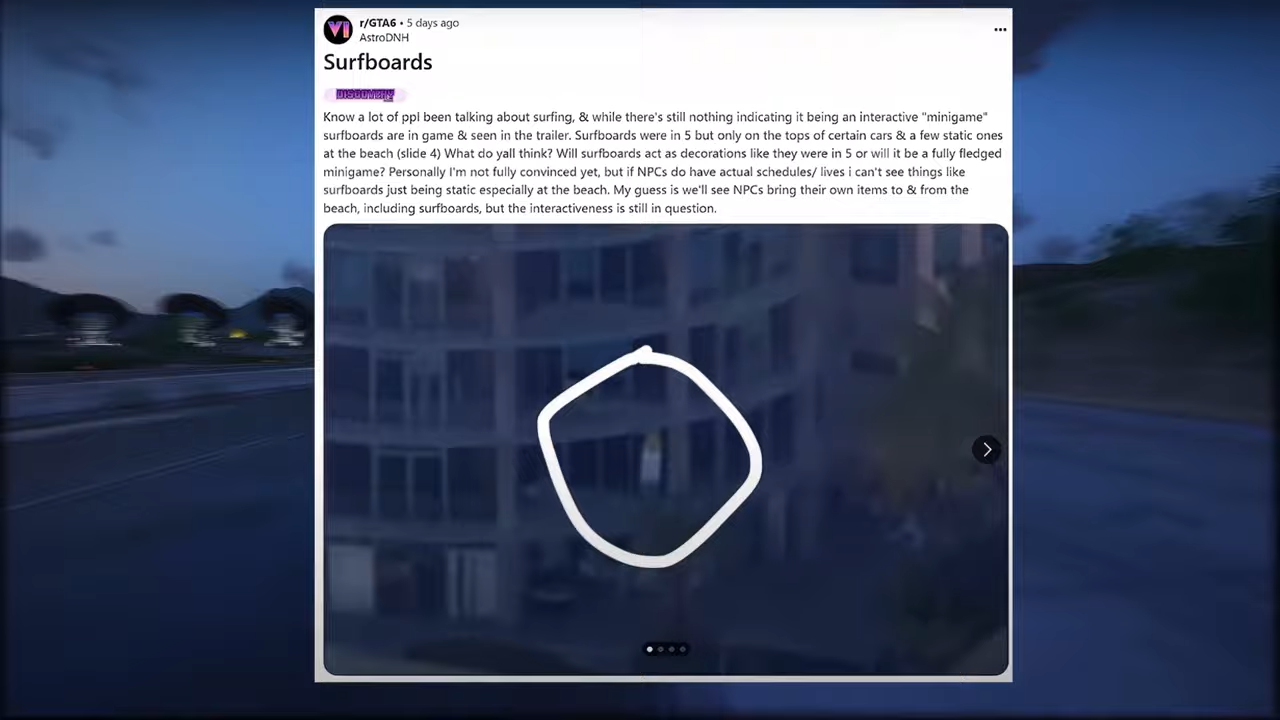 VI
r/GTA6 • 5 days ago
AstroDNH
Surfboards
DISCOVERY
Know a lot of ppl been talking about surfing, & while there's still nothing indicating it being an interactive "minigame"
surfboards are in game & seen in the trailer. Surfboards were in 5 but only on the tops of certain cars & a few static ones
at the beach (slide 4) What do yall think? Will surfboards act as decorations like they were in 5 or will it be a fully fledged
minigame? Personally I'm not fully convinced yet, but if NPCs do have actual schedules/ lives i can't see things like
surfboards just being static especially at the beach. My guess is we'll see NPCs bring their own items to & from the
beach, including surfboards, but the interactiveness is still in question.